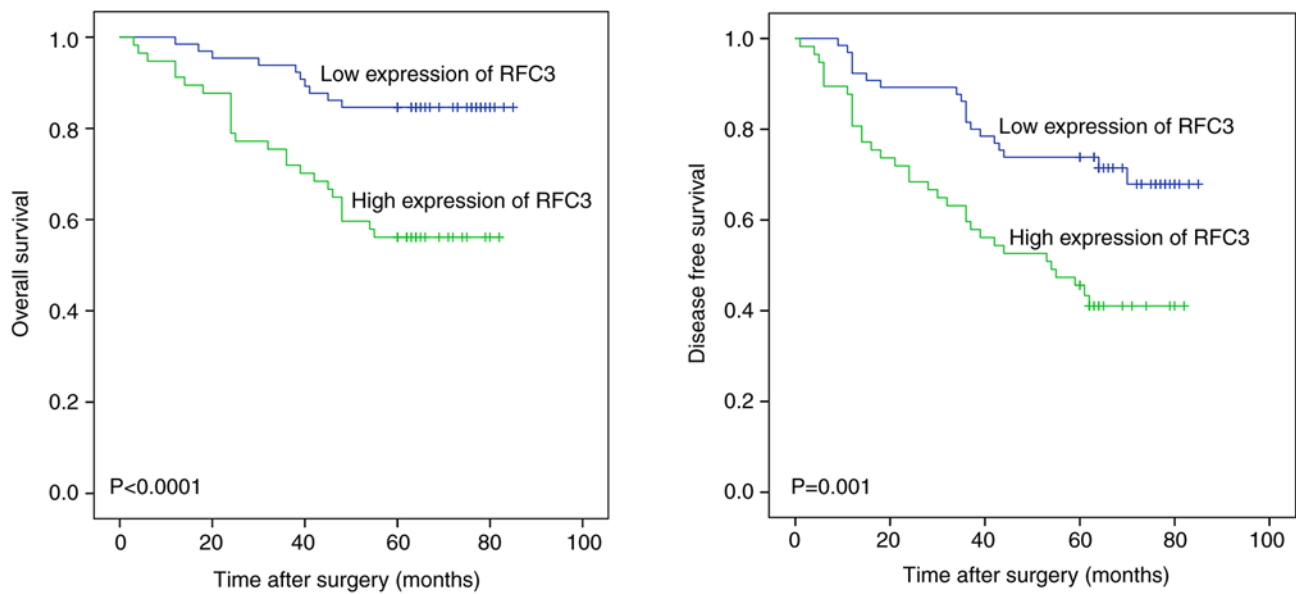 1.0
0.8
0.6
0.4
0.2
0.0
Overall survival
Low expression of RFC3
High expression of RFC3
P<0.0001
0 20 40 60 80 100
Time after surgery (months)
1.0
0.8
0.6
0.4
0.2
0.0
Disease free survival
Low expression of RFC3
High expression of RFC3
P=0.001
0 20 40 60 80 100
Time after surgery (months)